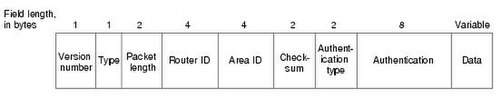 Field length,
in bytes
1 1 2 4 4 2 2 8 Variable
Version
number
Type
Packet
length
Router ID
Area ID
Check-
sum
Authent-
ication
type
Authentication
Data